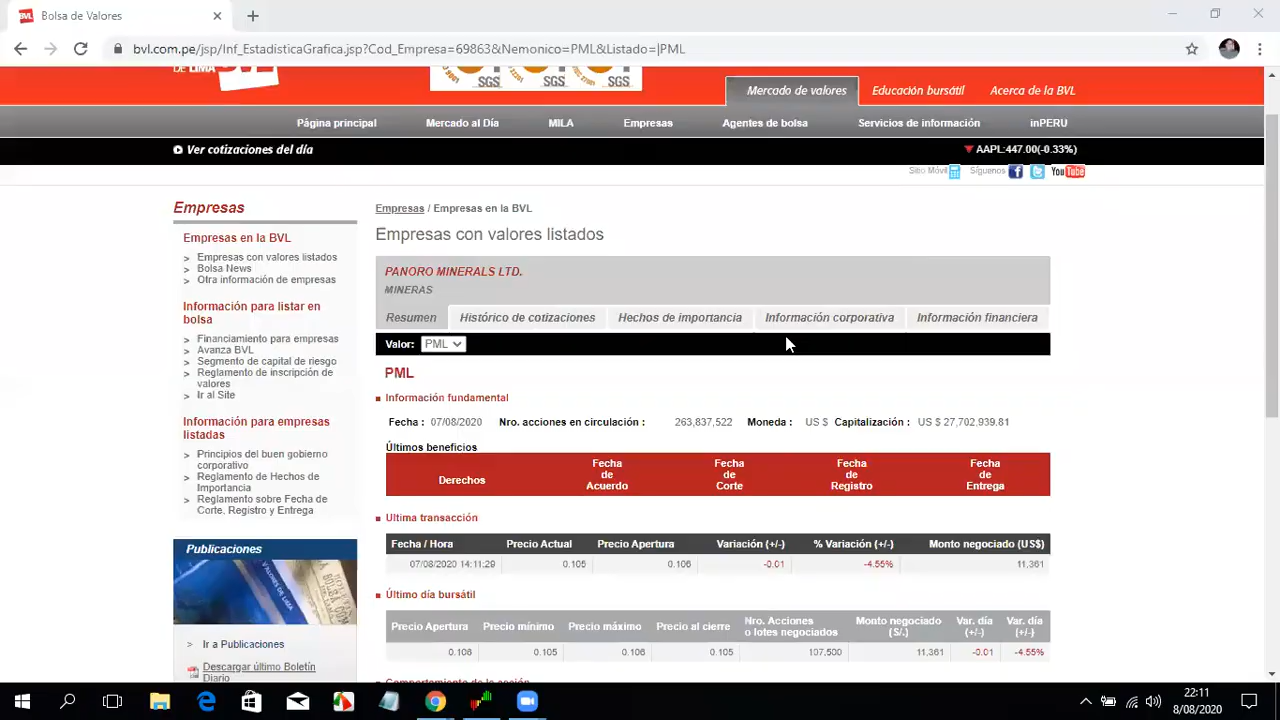 Bolsa de Valores
bvl.com.pe/jsp/Inf_EstadisticaGrafica.jsp?Cod_Empresa=69863&Nemonico=PML&Listado=|PML
DE LIMA
SGS SGS SGS
Mercado de valores Educación bursátil Acerca de la BVL
Página principal Mercado al Día MILA Empresas Agentes de bolsa Servicios de información inPERU
Ver cotizaciones del día AAPL:447.00(-0.33%)
Sitio Móvil Síguenos You Tube
Empresas
Empresas en la BVL
> Empresas con valores listados
> Bolsa News
> Otra información de empresas
Información para listar en
bolsa
> Financiamiento para empresas
> Avanza BVL
> Segmento de capital de riesgo
> Reglamento de inscripción de
valores
> Ir al Site
Información para empresas
listadas
> Principios del buen gobierno
corporativo
> Reglamento de Hechos de
Importancia
> Reglamento sobre Fecha de
Corte, Registro y Entrega
Publicaciones
> Ir a Publicaciones
Descargar último Boletín
Diario
Empresas / Empresas en la BVL
Empresas con valores listados
PANORO MINERALS LTD.
MINERAS
Resumen Histórico de cotizaciones Hechos de importancia Información corporativa Información financiera
Valor: PML
PML
Información fundamental
Fecha : 07/08/2020 Nro. acciones en circulación : 263,837,522 Moneda : US $ Capitalización : US $ 27,702,939.81
Últimos beneficios
Derechos Fecha de Acuerdo Fecha de Corte Fecha de Registro Fecha de Entrega
Ultima transacción
Fecha / Hora Precio Actual Precio Apertura Variación (+/-) % Variación (+/-) Monto negociado (US$)
07/08/2020 14:11:29 0.105 0.106 -0.01 -4.55% 11,361
Último día bursátil
Precio Apertura Precio mínimo Precio máximo Precio al cierre Nro. Acciones o lotes negociados Monto negociado (S/.) Var. día (+/-) Var. día (+/-)
0.106 0.105 0.106 0.105 107,500 11,361 -0.01 -4.55%
Comportamiento de la acción
22:11
8/08/2020